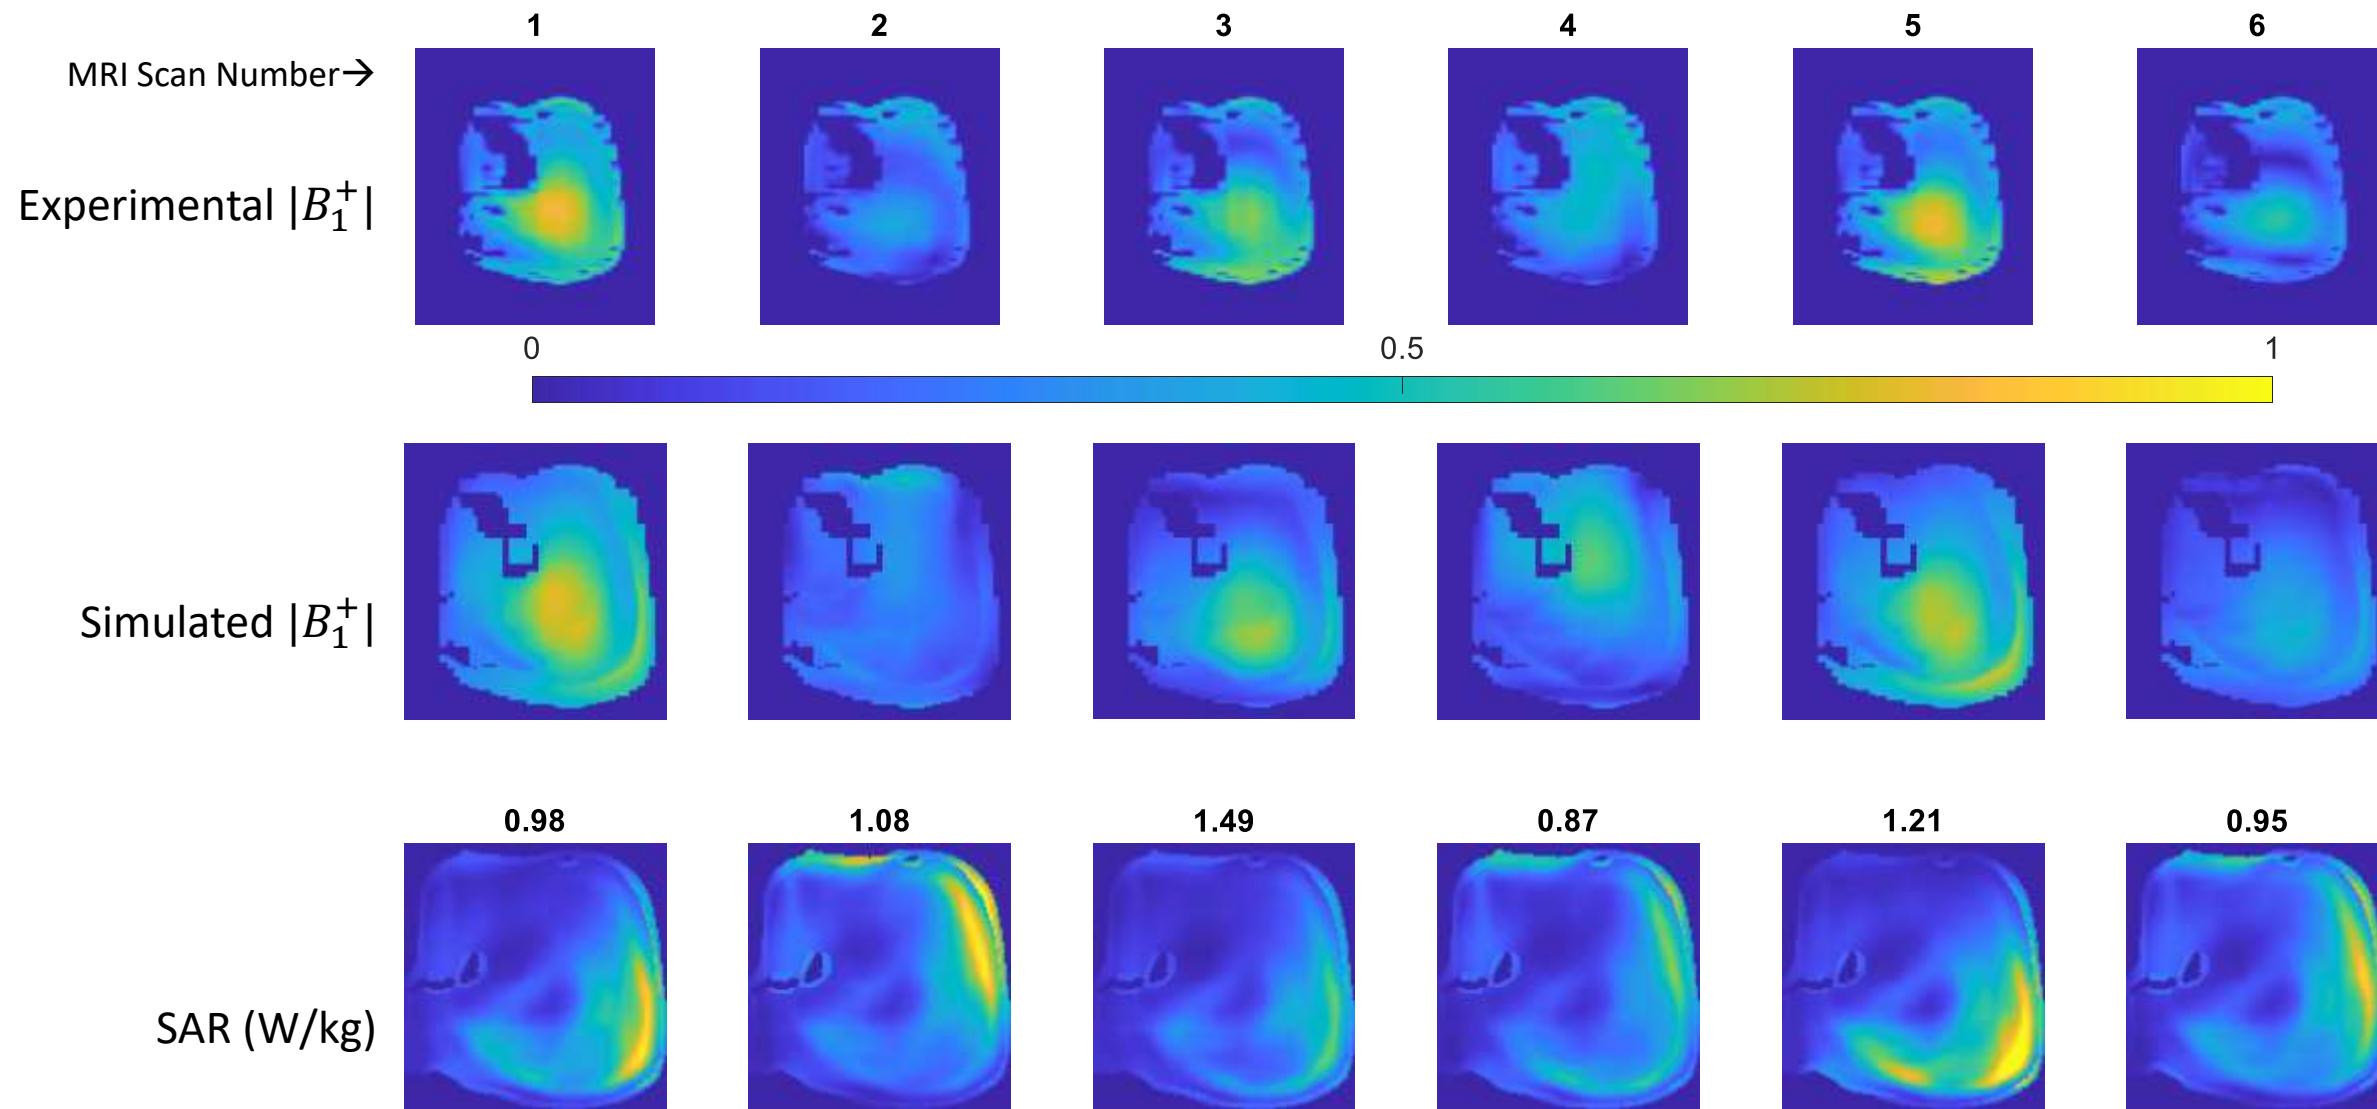 1 2 3 4 5 6
MRI Scan Number→
Experimental |B₁⁺|
0 0.5 1
Simulated |B₁⁺|
0.98 1.08 1.49 0.87 1.21 0.95
SAR (W/kg)